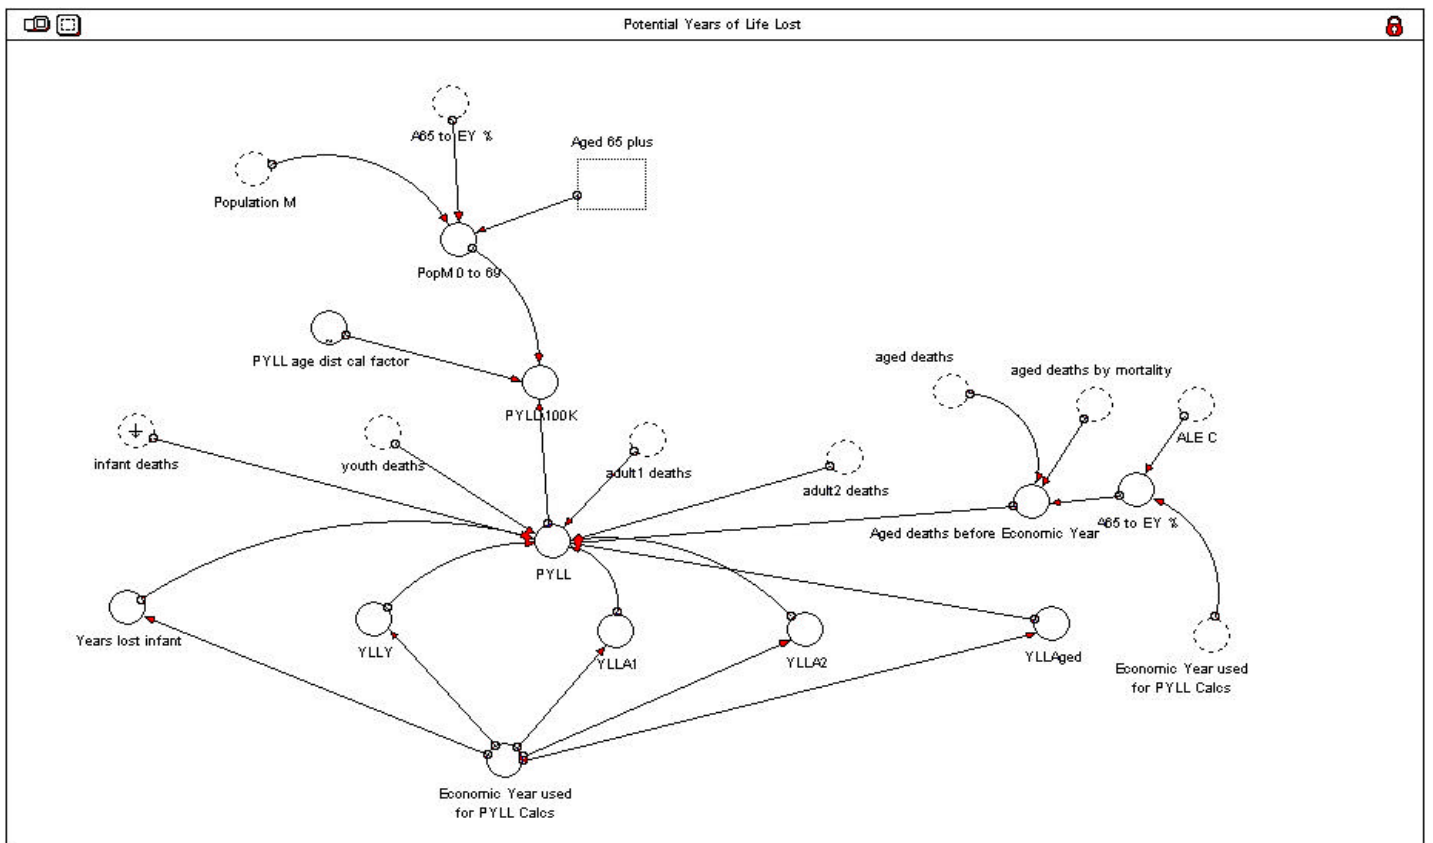 Potential Years of Life Lost
A65 to EY %
Aged 65 plus
Population M
PopM 0 to 69
PYLL age dist cal factor
aged deaths
aged deaths by mortality
PYLL\100K
ALE C
infant deaths
youth deaths
adult1 deaths
adult2 deaths
Aged deaths before Economic Year
A65 to EY %
PYLL
Years lost infant
YLLY
YLLA1
YLLA2
YLLAged
Economic Year used
for PYLL Calcs
Economic Year used
for PYLL Calcs